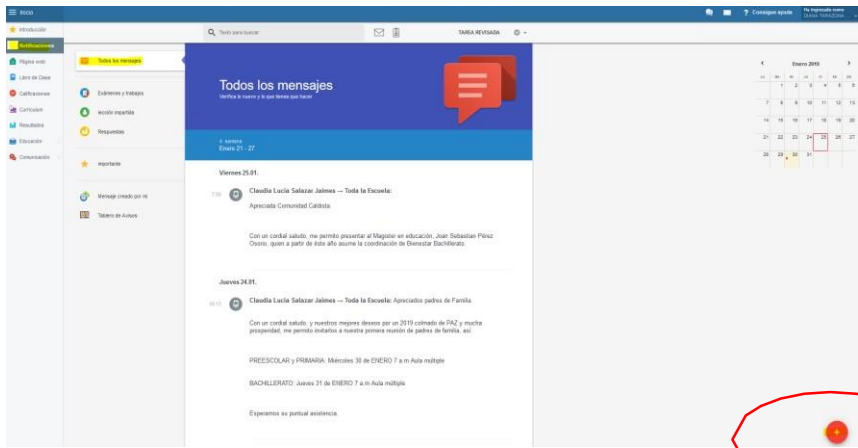 Inicio
Consigue ayuda
Ha ingresado como
DIANA TARAZONA
Introducción
Notificaciones
Página web
Libro de Clase
Calificaciones
Curriculum
Resultados
Educación
Comunicación
Todos los mensajes
Exámenes y trabajos
lección impartida
Respuestas
importante
Mensaje creado por mí
Tablero de Avisos
Texto para buscar
TAREA REVISADA
Todos los mensajes
Verifica lo nuevo y lo que tienes que hacer
4. semana
Enero 21 - 27
Viernes 25.01.
Claudia Lucia Salazar Jaimes → Toda la Escuela:
Apreciada Comunidad Caldista.
Con un cordial saludo, me permito presentar al Magister en educación, Joan Sebastian Pérez
Osorio, quien a partir de éste año asume la coordinación de Bienestar Bachillerato.
Jueves 24.01.
Claudia Lucia Salazar Jaimes → Toda la Escuela: Apreciados padres de Familia.
Con un cordial saludo, y nuestros mejores deseos por un 2019 colmado de PAZ y mucha
prosperidad, me permito invitarlos a nuestra primera reunión de padres de familia, así:
PREESCOLAR y PRIMARIA: Miércoles 30 de ENERO 7 a.m Aula múltiple
BACHILLERATO: Jueves 31 de ENERO 7 a.m Aula múltiple
Esperamos su puntual asistencia.
Enero 2019
1 2 3 4 5 6
7 8 9 10 11 12 13
14 15 16 17 18 19 20
21 22 23 24 25 26 27
28 29 30 31